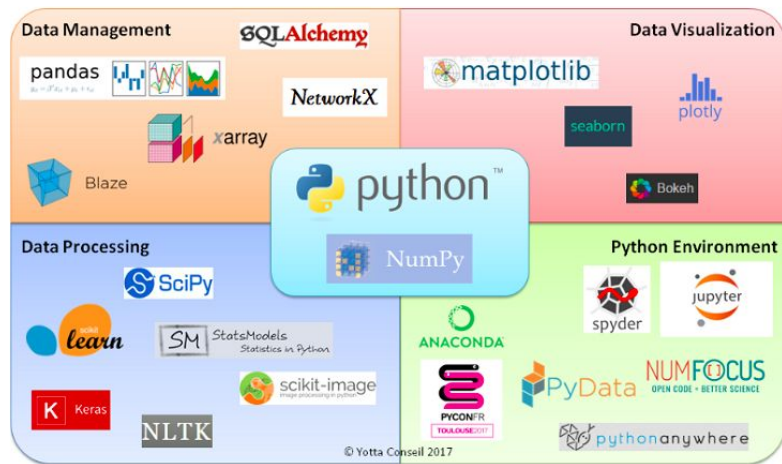 Data Management
SQLAlchemy
pandas
NetworkX
xarray
Blaze
Data Visualization
matplotlib
plotly
seaborn
Bokeh
python™
NumPy
Data Processing
SciPy
scikit
learn
SM
StatsModels
Statistics in Python
scikit-image
image processing in python
K Keras
NLTK
Python Environment
spyder
jupyter
ANACONDA
PYCONFR
TOULOUSE2017
PyData
NUMFOCUS
OPEN CODE + BETTER SCIENCE
pythonanywhere
© Yotta Conseil 2017